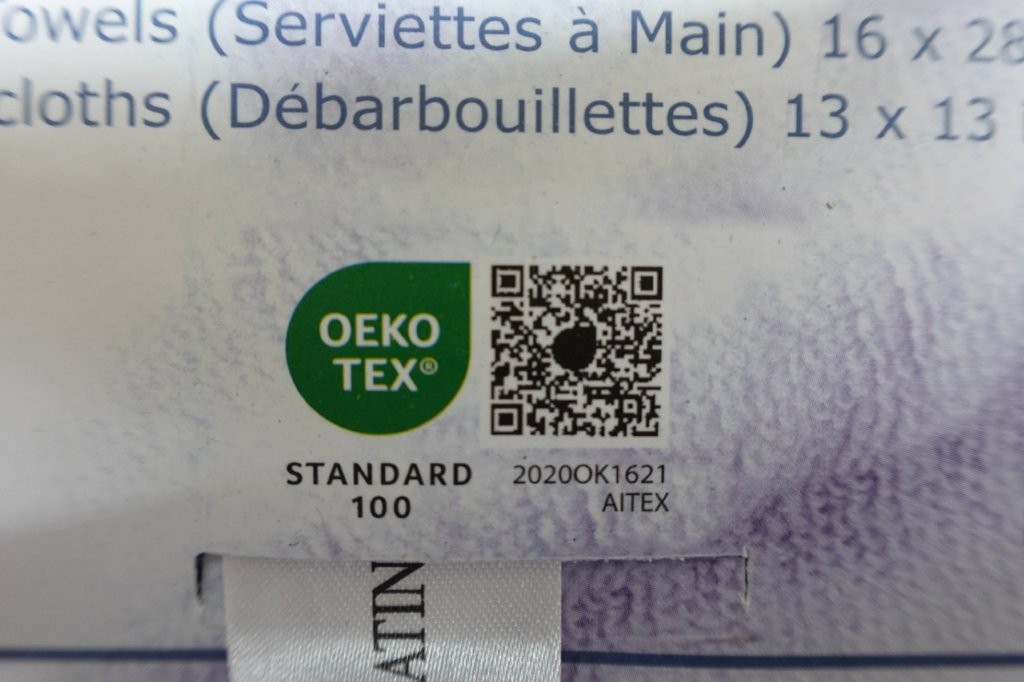 owels (Serviettes à Main) 16 x 28
cloths (Débarbouillettes) 13 x 13
OEKO
TEX®
STANDARD
100
2020OK1621
AITEX
ATIN